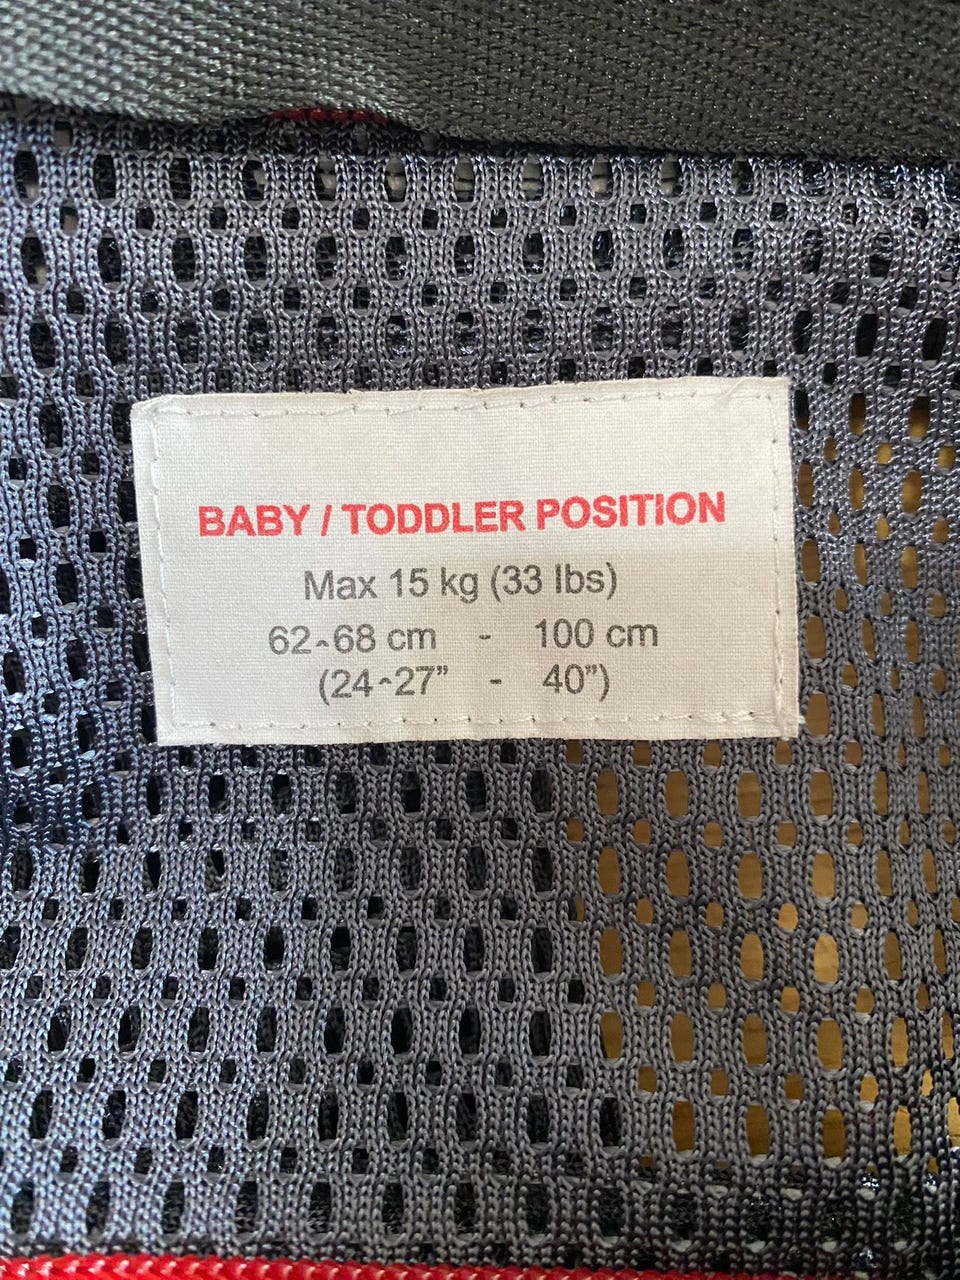 BABY / TODDLER POSITION
Max 15 kg (33 lbs)
62-68 cm - 100 cm
(24-27” - 40”)